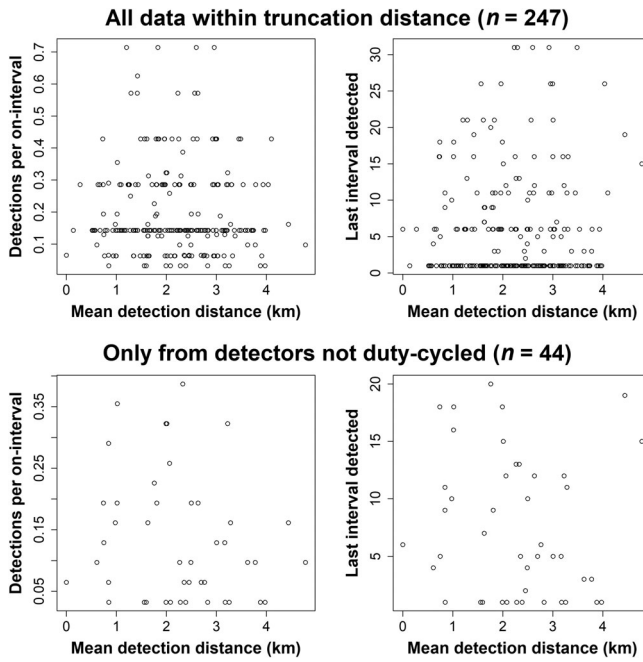 All data within truncation distance (n = 247)
Detections per on-interval
0.1 0.2 0.3 0.4 0.5 0.6 0.7
0 1 2 3 4
Mean detection distance (km)
Last interval detected
0 5 10 15 20 25 30
0 1 2 3 4
Mean detection distance (km)
Only from detectors not duty-cycled (n = 44)
Detections per on-interval
0.05 0.15 0.25 0.35
0 1 2 3 4
Mean detection distance (km)
Last interval detected
5 10 15 20
0 1 2 3 4
Mean detection distance (km)